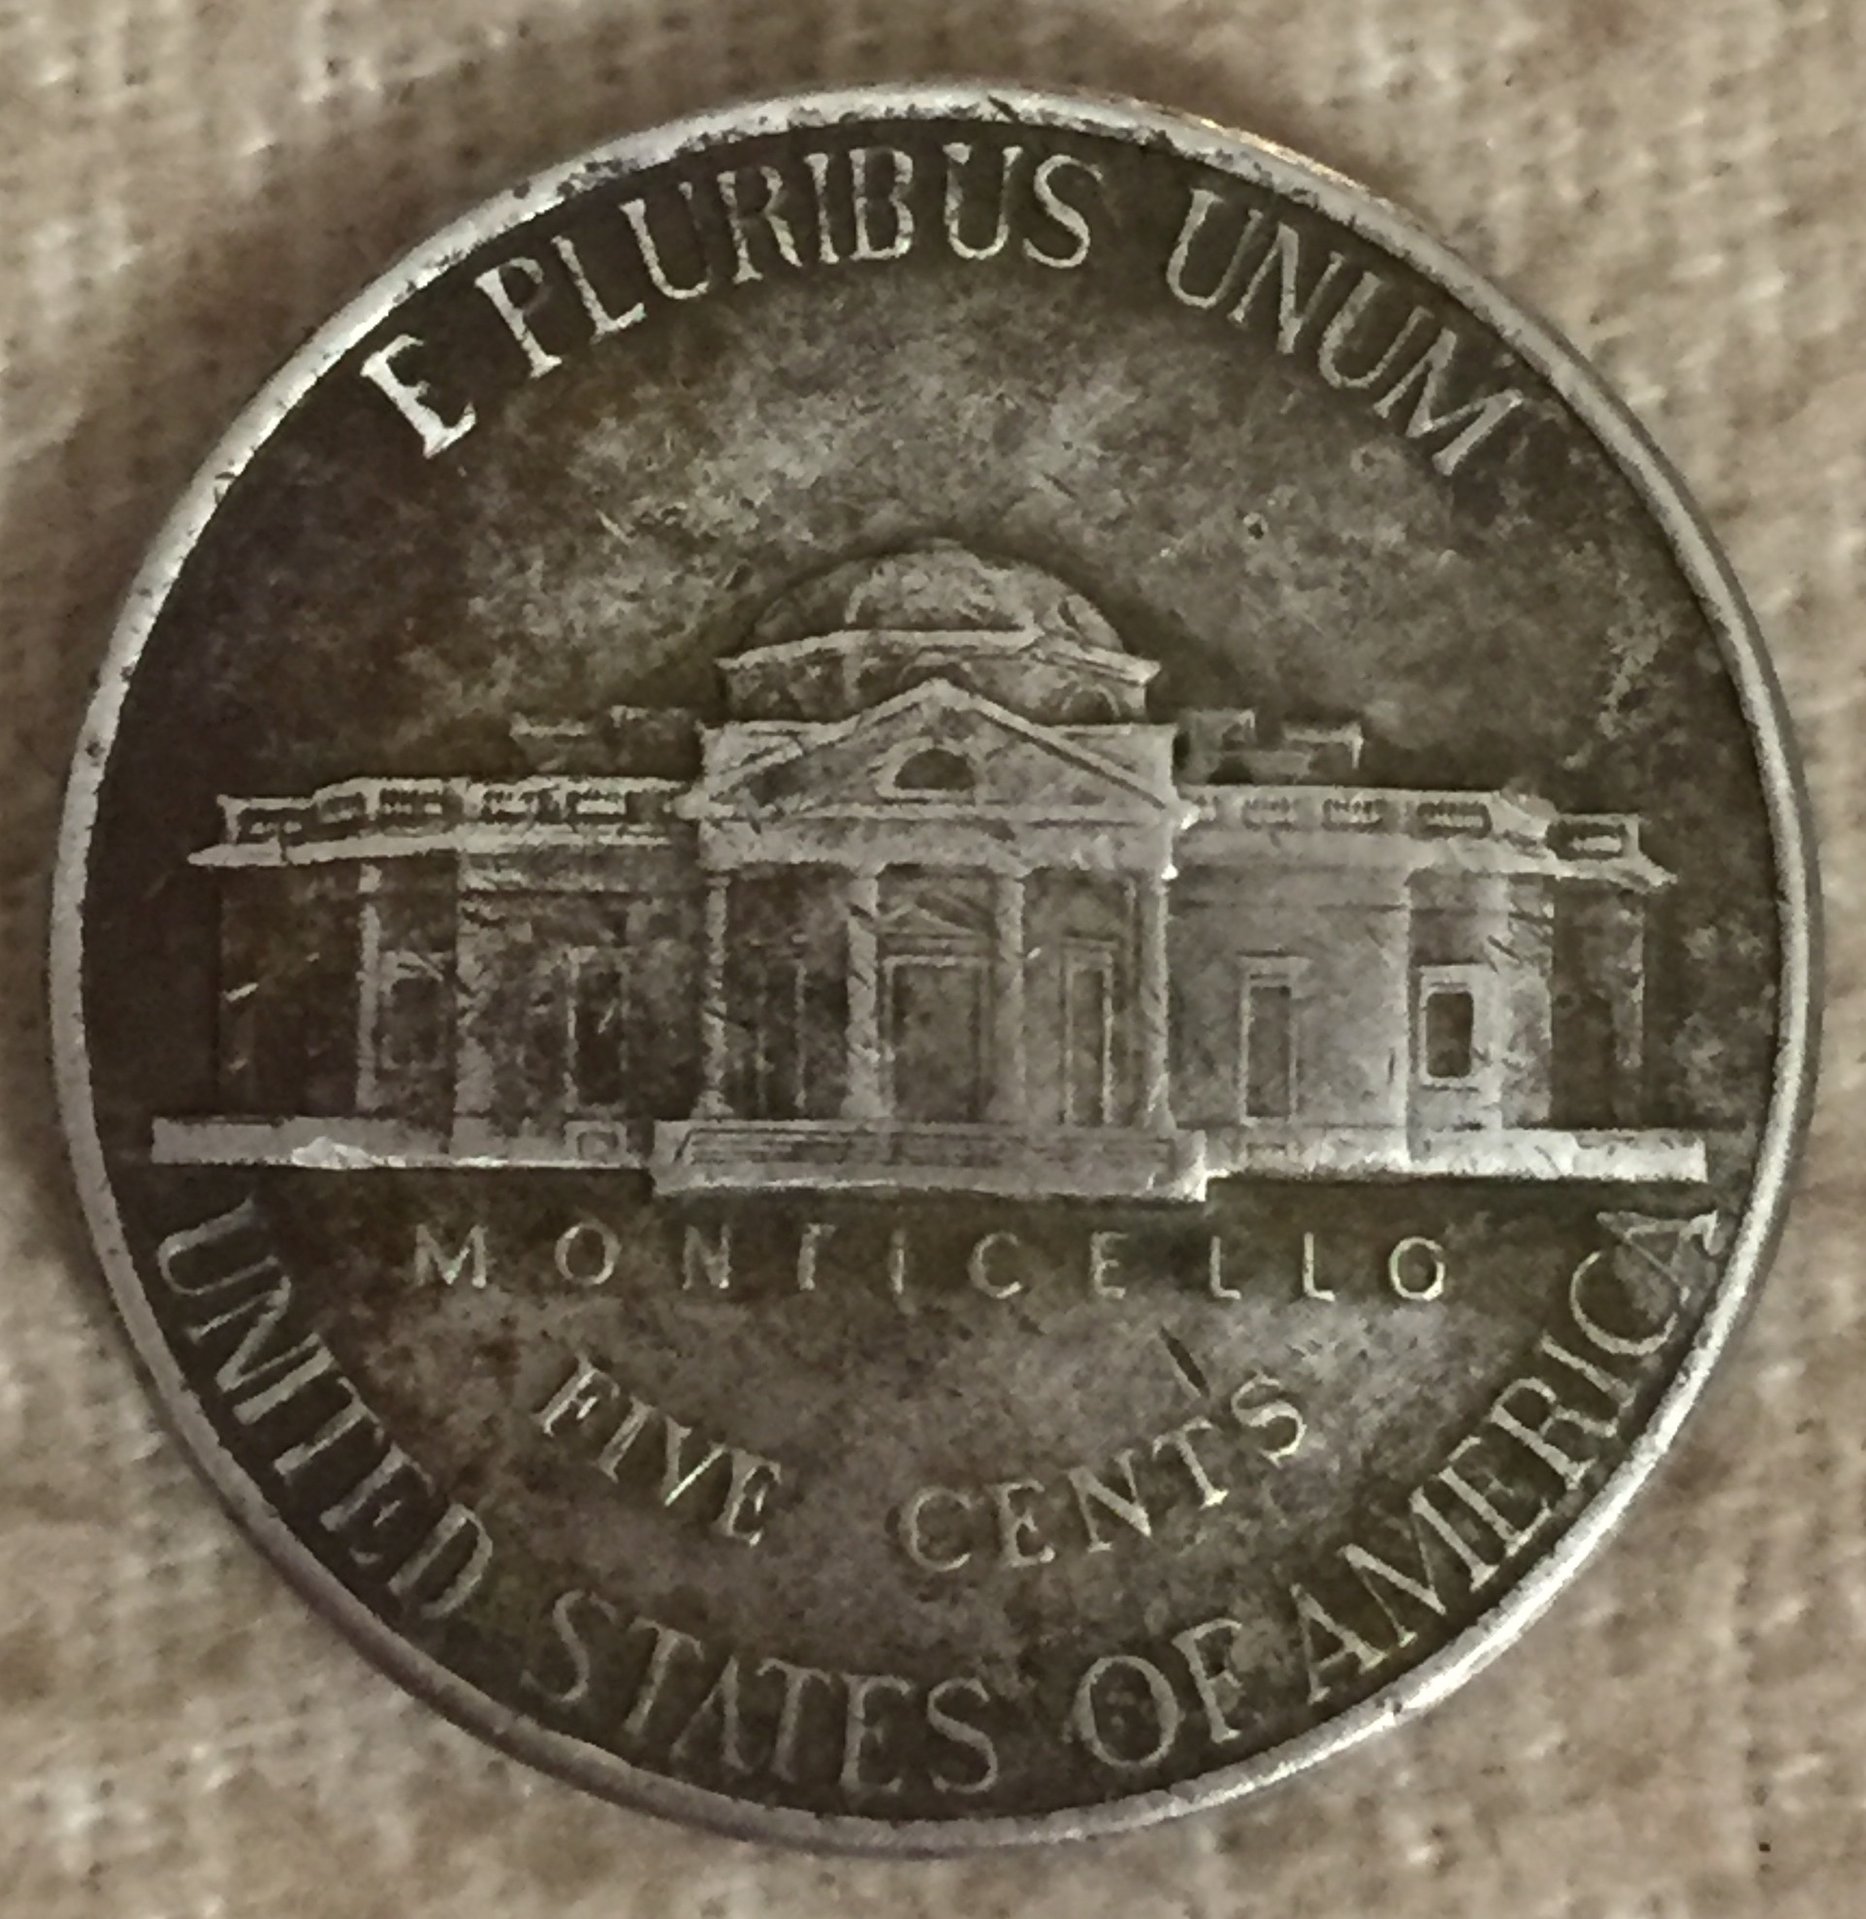 E PLURIBUS UNUM
MONTICELLO
FIVE CENTS
UNITED STATES OF AMERICA